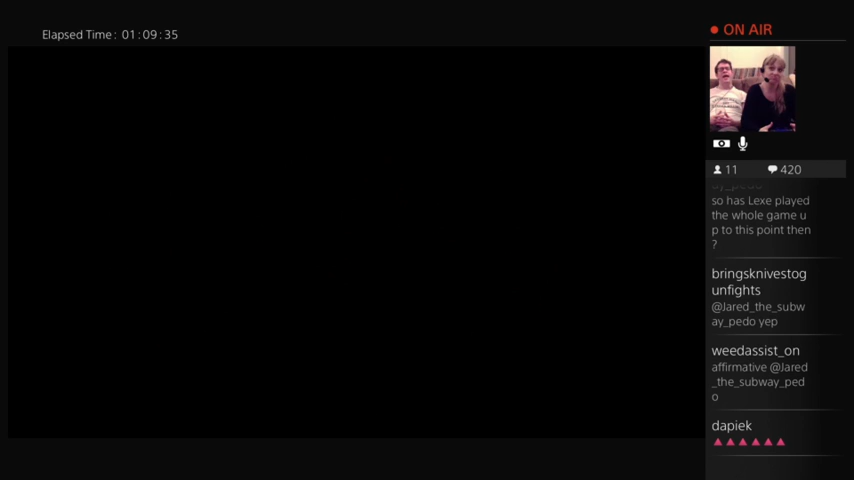 Elapsed Time: 01:09:35
ON AIR
11 420
so has Lexe played
the whole game u
p to this point then
?
bringsknivestog
unfights
@Jared_the_subw
ay_pedo yep
weedassist_on
affirmative @Jared
_the_subway_ped
o
dapiek
▲▲▲▲▲▲